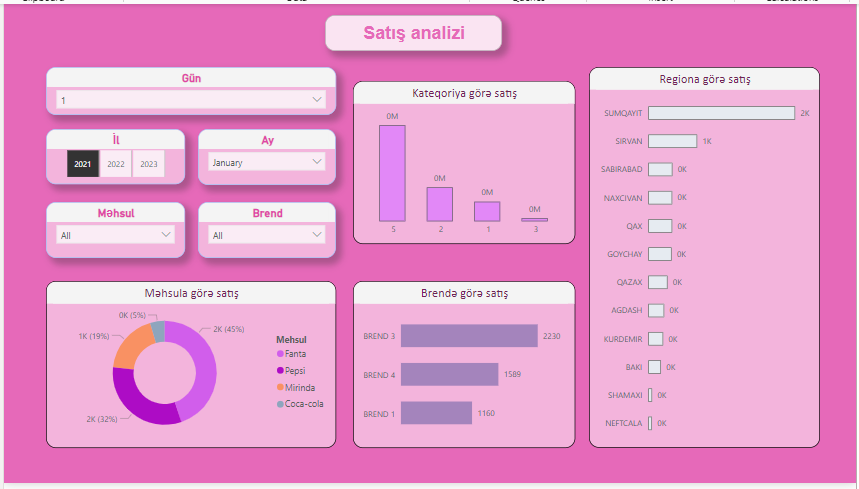 Satış analizi
Gün
1
İl
2021
2022
2023
Ay
January
Məhsul
All
Brend
All
Kateqoriya görə satış
0M
0M
0M
0M
5
2
1
3
Regiona görə satış
SUMQAYIT 2K
SIRVAN 1K
SABIRABAD 0K
NAXCIVAN 0K
QAX 0K
GOYCHAY 0K
QAZAX 0K
AGDASH 0K
KURDEMIR 0K
BAKI 0K
SHAMAXI 0K
NEFTCALA 0K
Məhsula görə satış
0K (5%)
1K (19%)
2K (45%)
2K (32%)
Mehsul
Fanta
Pepsi
Mirinda
Coca-cola
Brendə görə satış
BREND 3 2230
BREND 4 1589
BREND 1 1160